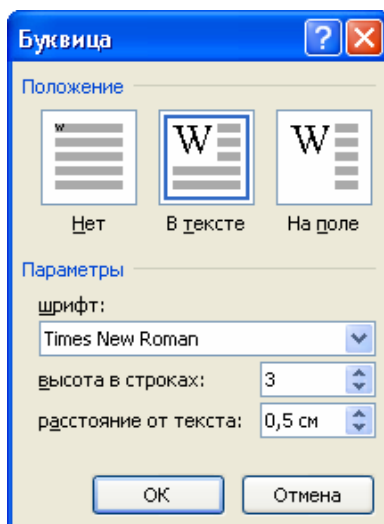 Буквица
Положение
w W W
Нет В тексте На поле
Параметры
шрифт:
Times New Roman
высота в строках: 3
расстояние от текста: 0,5 см
ОК Отмена